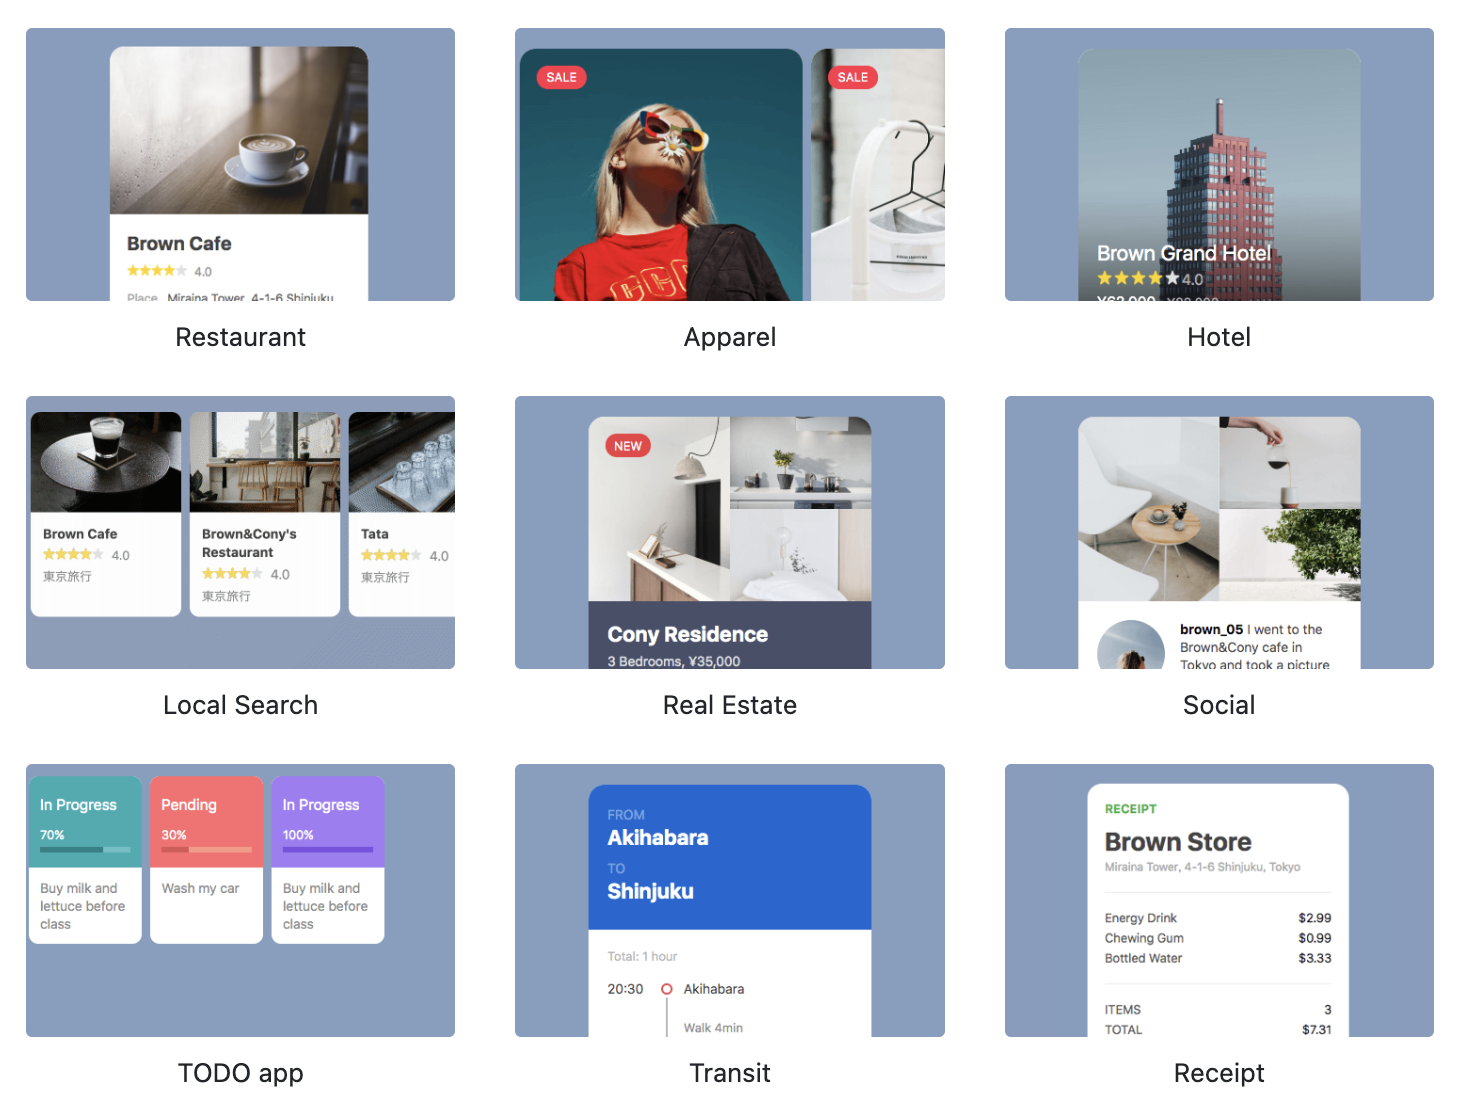 Brown Cafe
4.0
Place Miraina Tower, 4-1-6 Shinjuku
Restaurant
SALE
SALE
Apparel
Brown Grand Hotel
4.0
¥62,000
Hotel
Brown Cafe
4.0
東京旅行
Brown&Cony's
Restaurant
4.0
東京旅行
Tata
4.0
東京旅行
Local Search
NEW
Cony Residence
3 Bedrooms, ¥35,000
Real Estate
brown_05 I went to the
Brown&Cony cafe in
Tokyo and took a picture
Social
In Progress
70%
Buy milk and
lettuce before
class
Pending
30%
Wash my car
In Progress
100%
Buy milk and
lettuce before
class
TODO app
FROM
Akihabara
TO
Shinjuku
Total: 1 hour
20:30 Akihabara
Walk 4min
Transit
RECEIPT
Brown Store
Miraina Tower, 4-1-6 Shinjuku, Tokyo
Energy Drink $2.99
Chewing Gum $0.99
Bottled Water $3.33
ITEMS 3
TOTAL $7.31
Receipt